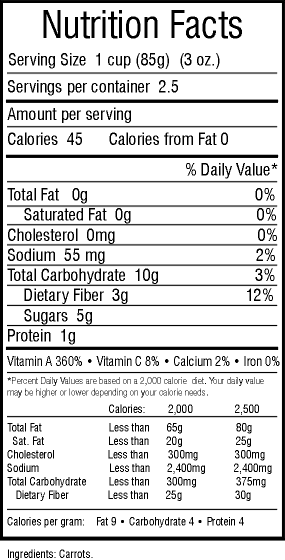 Nutrition Facts
Serving Size 1 cup (85g) (3 oz.)
Servings per container 2.5
Amount per serving
Calories 45 Calories from Fat 0
% Daily Value*
Total Fat 0g 0%
Saturated Fat 0g 0%
Cholesterol 0mg 0%
Sodium 55 mg 2%
Total Carbohydrate 10g 3%
Dietary Fiber 3g 12%
Sugars 5g
Protein 1g
Vitamin A 360% • Vitamin C 8% • Calcium 2% • Iron 0%
*Percent Daily Values are based on a 2,000 calorie diet. Your daily value
may be higher or lower depending on your calorie needs.
Calories: 2,000 2,500
Total Fat Less than 65g 80g
Sat. Fat Less than 20g 25g
Cholesterol Less than 300mg 300mg
Sodium Less than 2,400mg 2,400mg
Total Carbohydrate Less than 300mg 375mg
Dietary Fiber Less than 25g 30g
Calories per gram: Fat 9 • Carbohydrate 4 • Protein 4
Ingredients: Carrots.